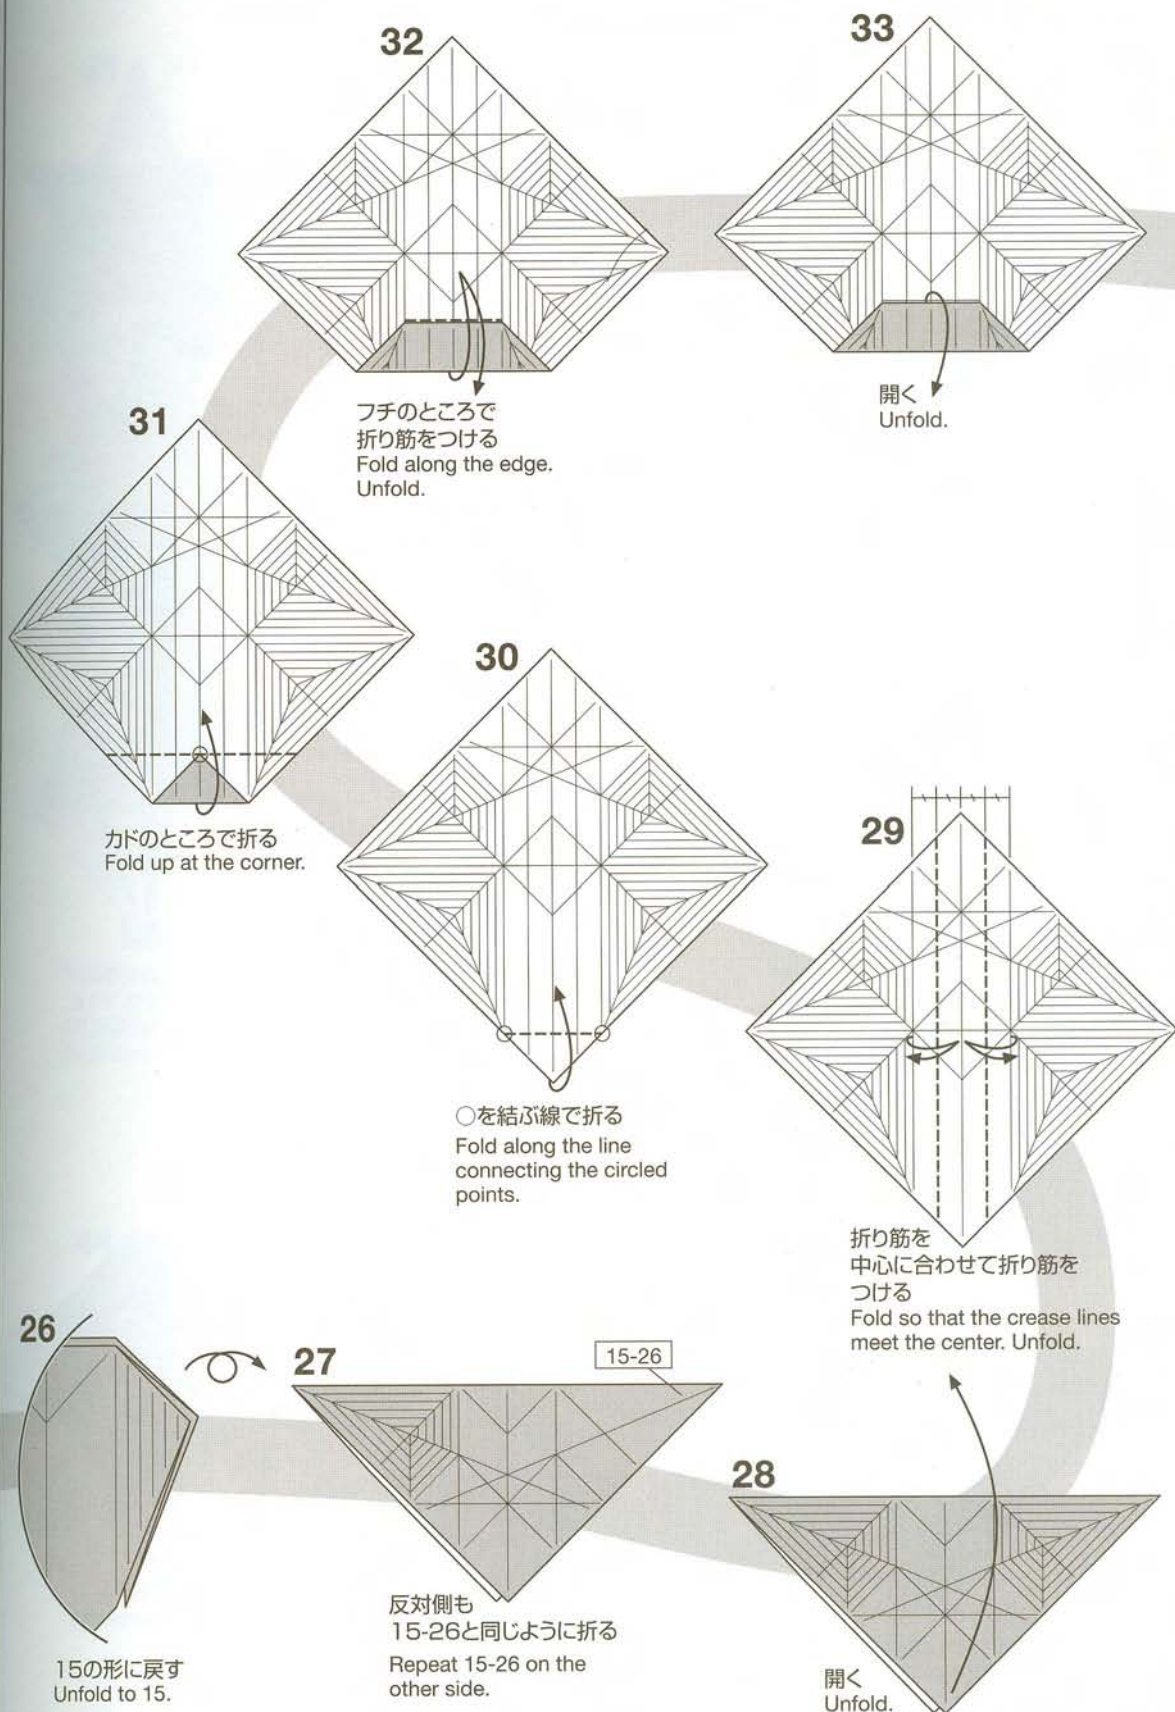 32
フチのところで
折り筋をつける
Fold along the edge.
Unfold.
33
開く
Unfold.
31
カドのところで折る
Fold up at the corner.
30
○を結ぶ線で折る
Fold along the line
connecting the circled
points.
29
折り筋を
中心に合わせて折り筋を
つける
Fold so that the crease lines
meet the center. Unfold.
26
15の形に戻す
Unfold to 15.
27
15-26
反対側も
15-26と同じように折る
Repeat 15-26 on the
other side.
28
開く
Unfold.